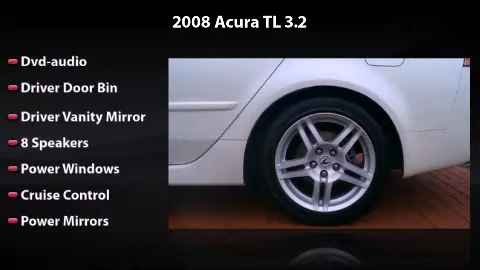 2008 Acura TL 3.2
Dvd-audio
Driver Door Bin
Driver Vanity Mirror
8 Speakers
Power Windows
Cruise Control
Power Mirrors